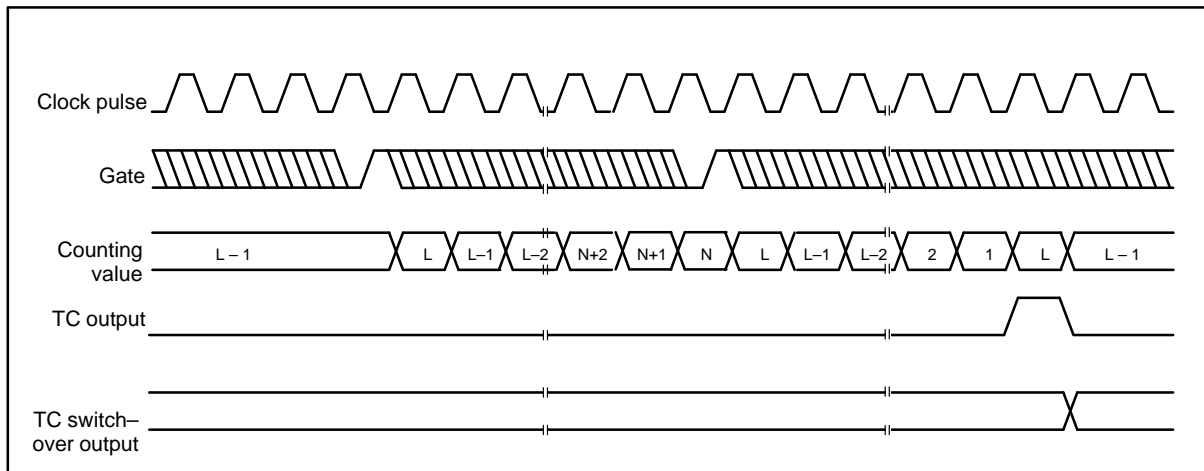 Clock pulse
Gate
Counting
value
L – 1
L
L–1
L–2
N+2
N+1
N
L
L–1
L–2
2
1
L
L – 1
TC output
TC switch–
over output